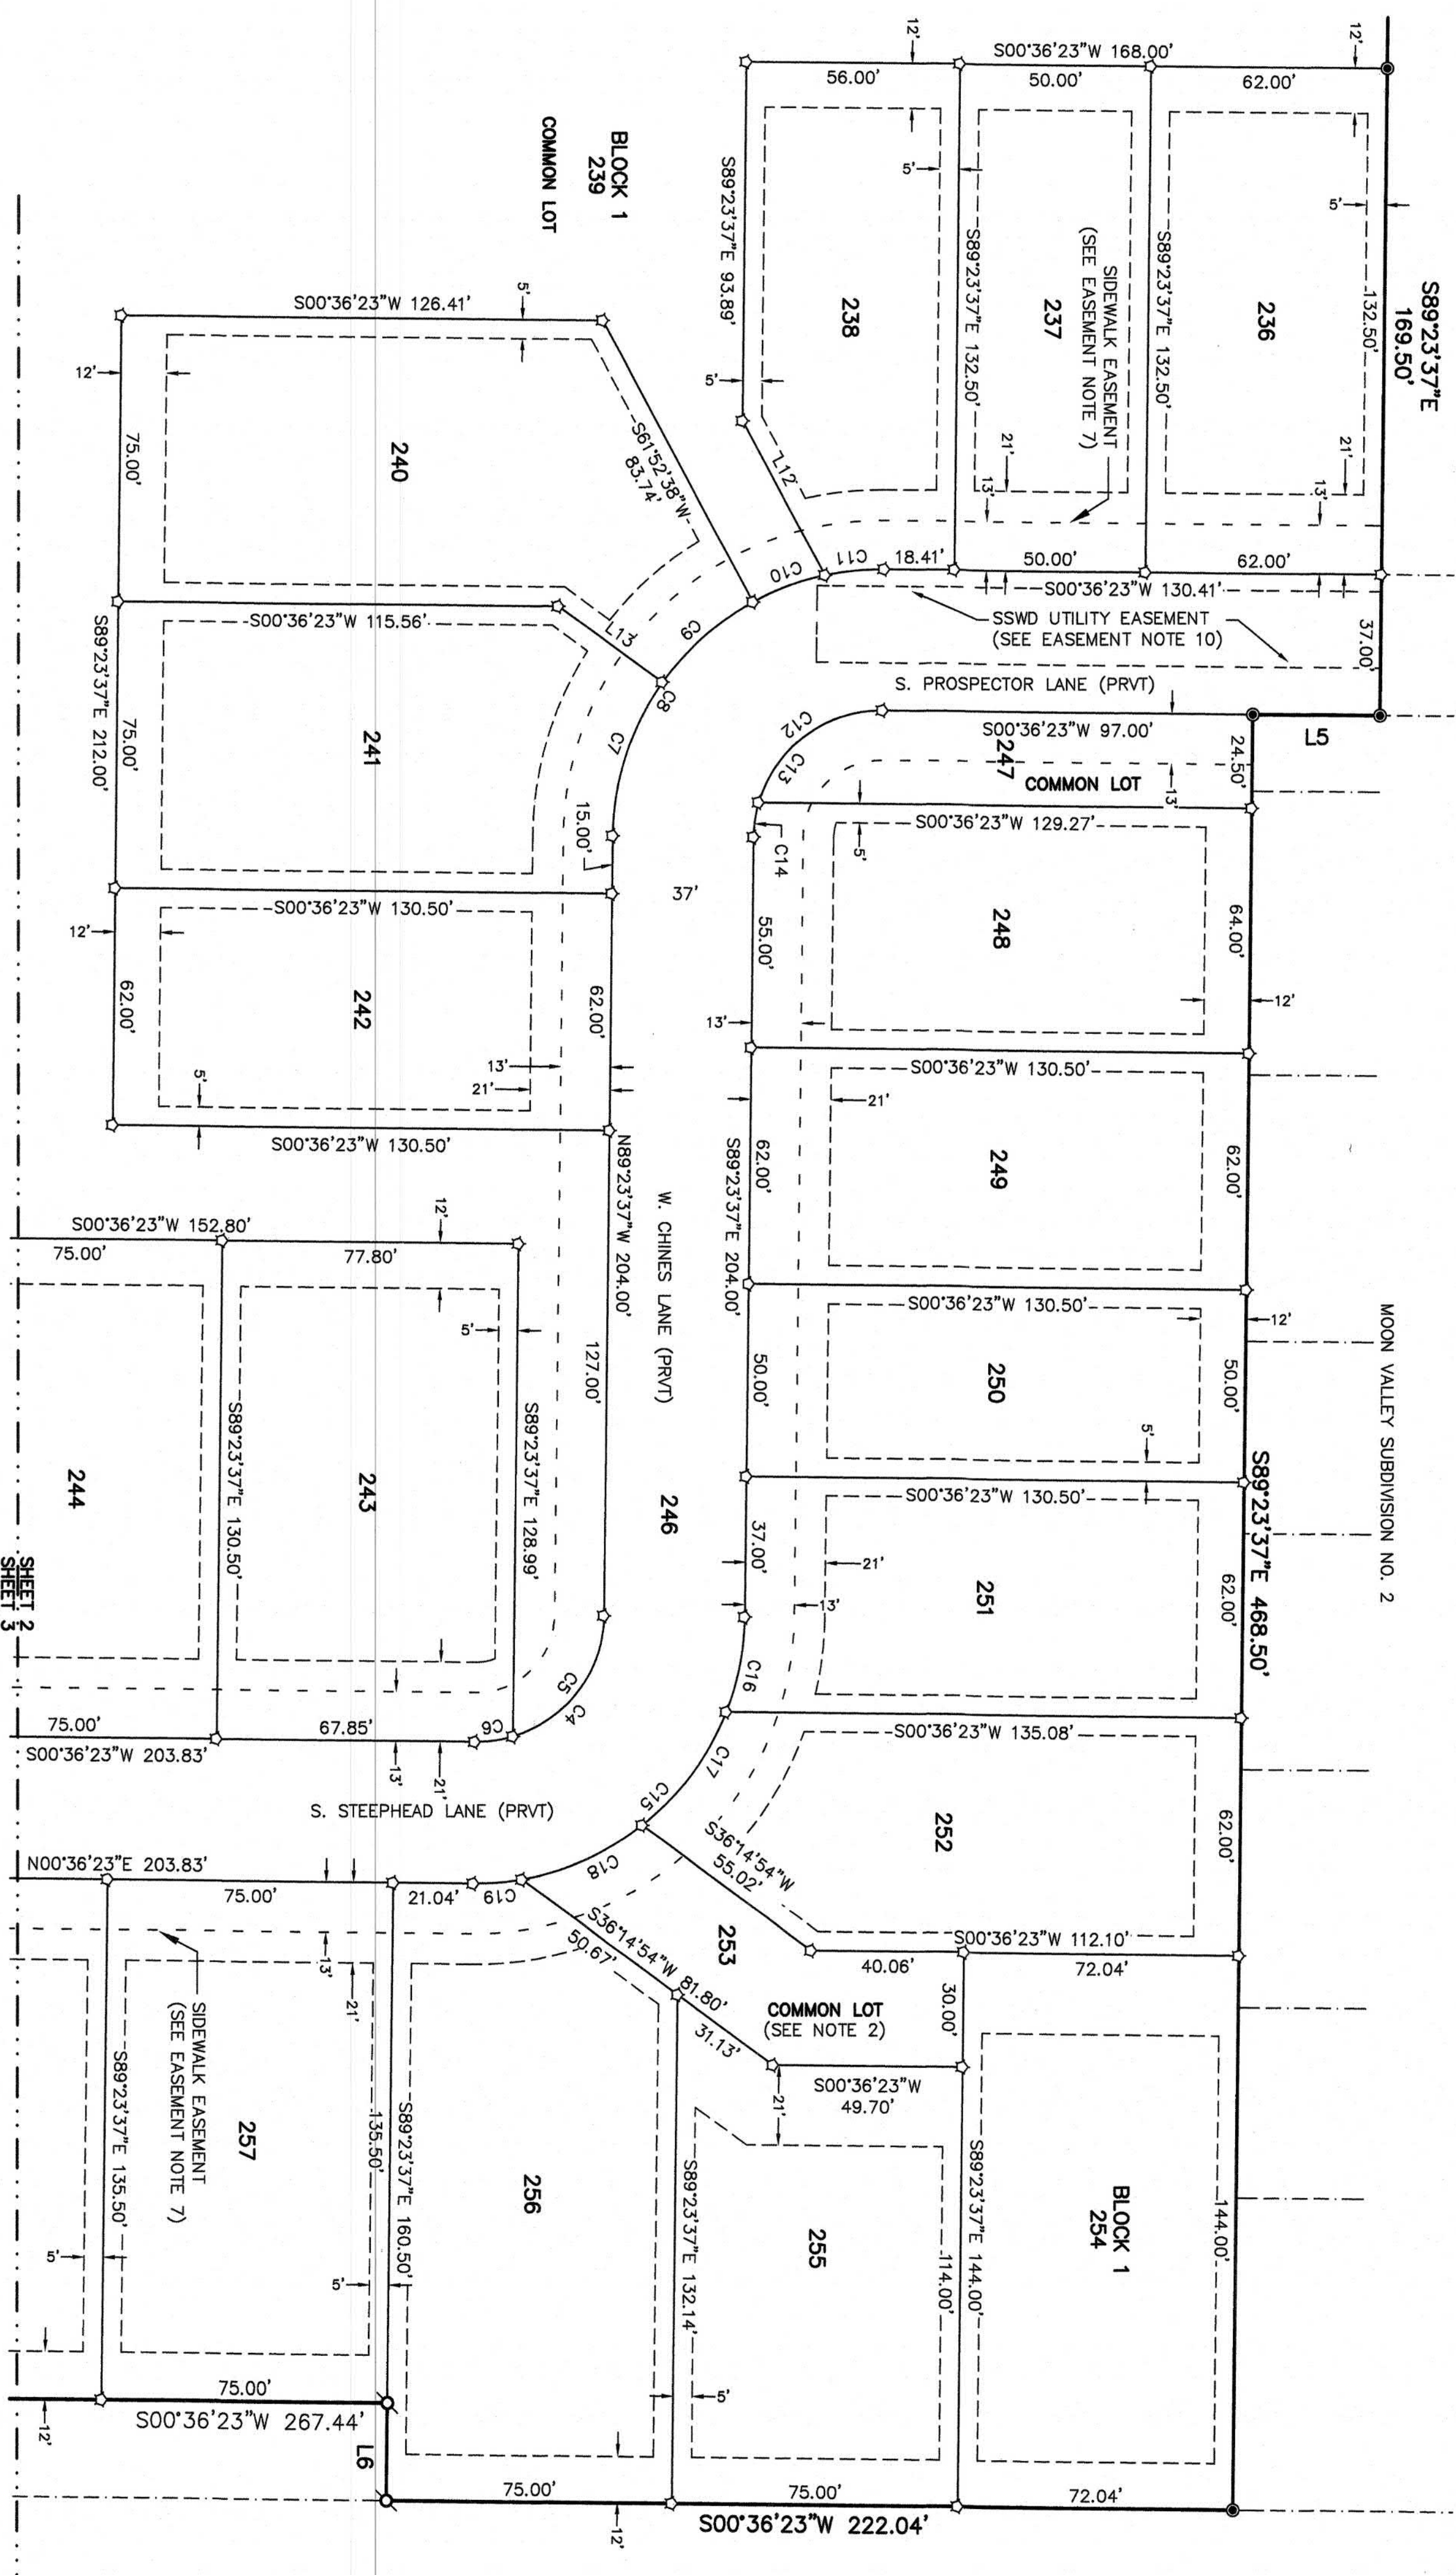 S89°23'37"E
169.50'
12'
12'
S00°36'23"W 168.00'
56.00'
50.00'
62.00'
5'
5'
132.50'
S89°23'37"E 132.50'
S89°23'37"E 132.50'
S89°23'37"E 93.89'
236
237
238
SIDEWALK EASEMENT
(SEE EASEMENT NOTE 7)
21'
21'
13'
13'
5'
L12
C11
C10
18.41'
50.00'
62.00'
S00°36'23"W 130.41'
SSWD UTILITY EASEMENT
(SEE EASEMENT NOTE 10)
37.00'
S. PROSPECTOR LANE (PRVT)
BLOCK 1
239
COMMON LOT
S00°36'23"W 126.41'
5'
12'
75.00'
240
S61°52'38"W
83.74'
C9
C8
C7
L13
S00°36'23"W 115.56'
S89°23'37"E 212.00'
75.00'
241
15.00'
37'
S00°36'23"W 130.50'
12'
62.00'
242
62.00'
13'
21'
5'
S00°36'23"W 130.50'
C12
C13
C14
S00°36'23"W 97.00'
L5
24.50'
247
COMMON LOT
13'
S00°36'23"W 129.27'
5'
248
64.00'
55.00'
12'
13'
S00°36'23"W 130.50'
21'
249
62.00'
62.00'
S89°23'37"E 204.00'
S00°36'23"W 130.50'
12'
250
50.00'
50.00'
5'
S00°36'23"W 130.50'
37.00'
21'
13'
251
62.00'
S89°23'37"E 468.50'
MOON VALLEY SUBDIVISION NO. 2
N89°23'37"W 204.00'
W. CHINES LANE (PRVT)
246
127.00'
S00°36'23"W 152.80'
75.00'
77.80'
12'
5'
S89°23'37"E 128.99'
S89°23'37"E 130.50'
243
244
SHEET 2
SHEET 3
C5
C4
C6
67.85'
75.00'
S00°36'23"W 203.83'
13'
21'
S. STEEPHEAD LANE (PRVT)
C16
C17
C15
C18
C19
S00°36'23"W 135.08'
252
62.00'
S36°14'54"W
55.02'
S00°36'23"W 112.10'
40.06'
72.04'
253
COMMON LOT
(SEE NOTE 2)
30.00'
S36°14'54"W 81.80'
50.67'
31.13'
S00°36'23"W
49.70'
21'
N00°36'23"E 203.83'
75.00'
21.04'
13'
21'
SIDEWALK EASEMENT
(SEE EASEMENT NOTE 7)
257
S89°23'37"E 135.50'
135.50'
S89°23'37"E 160.50'
5'
5'
256
S89°23'37"E 132.14'
5'
255
114.00'
S89°23'37"E 144.00'
BLOCK 1
254
144.00'
75.00'
S00°36'23"W 267.44'
12'
L6
75.00'
75.00'
72.04'
12'
S00°36'23"W 222.04'